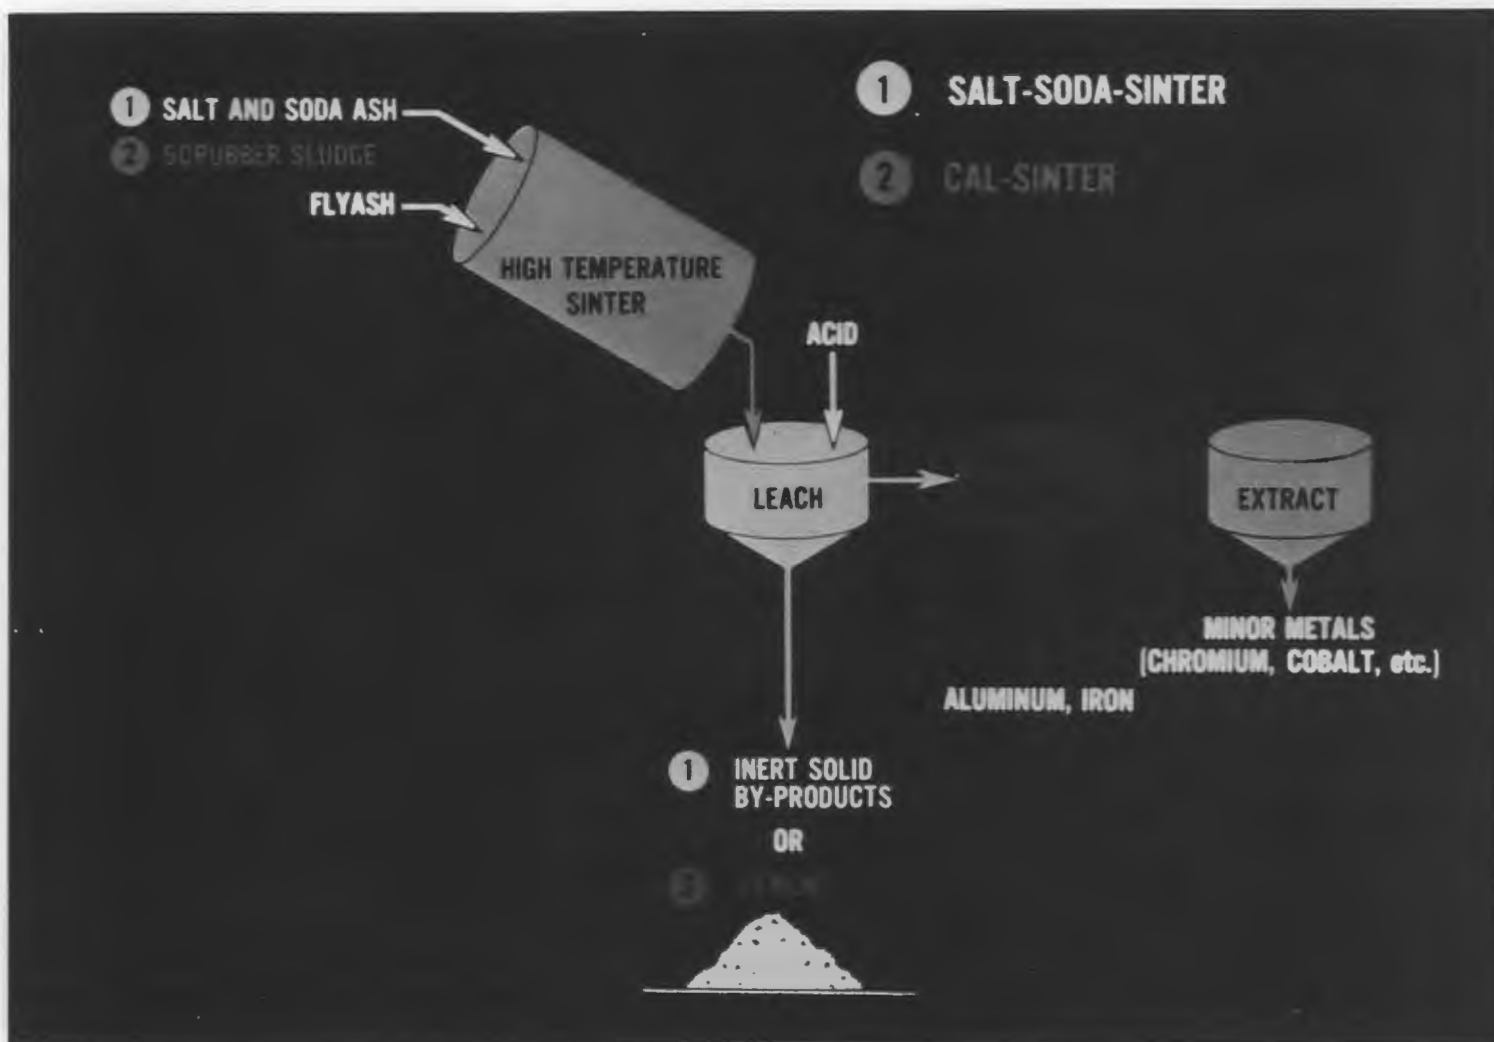 1 SALT-SODA-SINTER
2 CAL-SINTER
1 SALT AND SODA ASH
2 SCRUBBER SLUDGE
FLYASH
HIGH TEMPERATURE
SINTER
ACID
LEACH
EXTRACT
MINOR METALS
(CHROMIUM, COBALT, etc.)
ALUMINUM, IRON
1 INERT SOLID
BY-PRODUCTS
OR
2